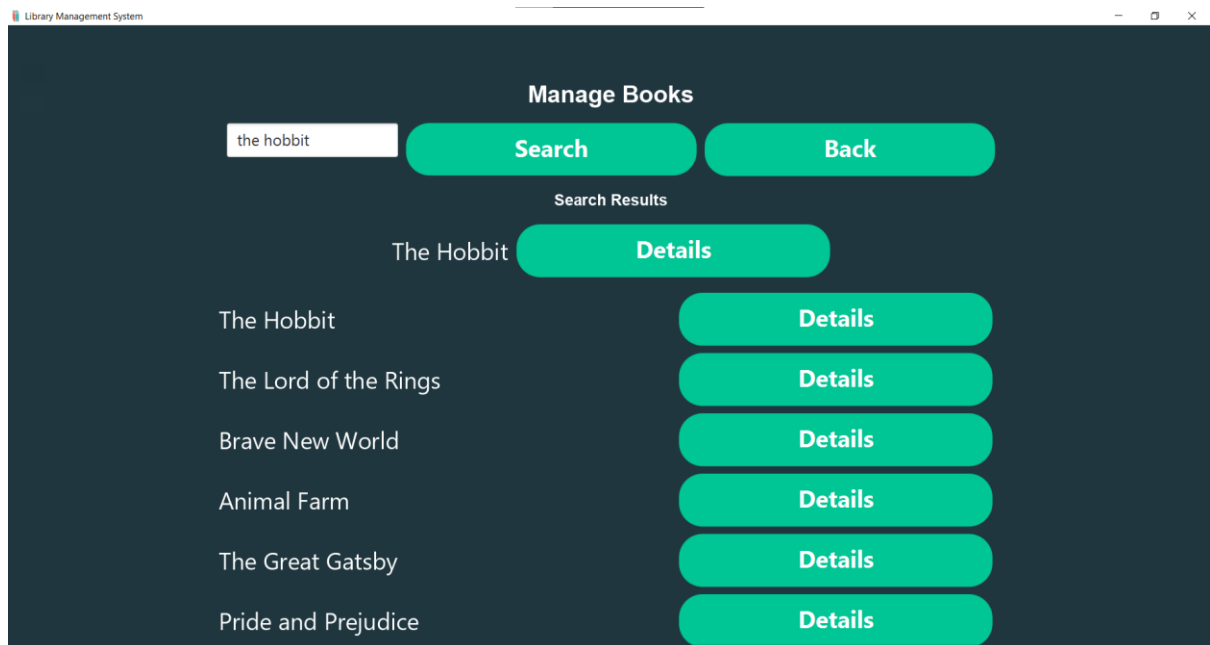 Library Management System
Manage Books
the hobbit Search Back
Search Results
The Hobbit Details
The Hobbit Details
The Lord of the Rings Details
Brave New World Details
Animal Farm Details
The Great Gatsby Details
Pride and Prejudice Details